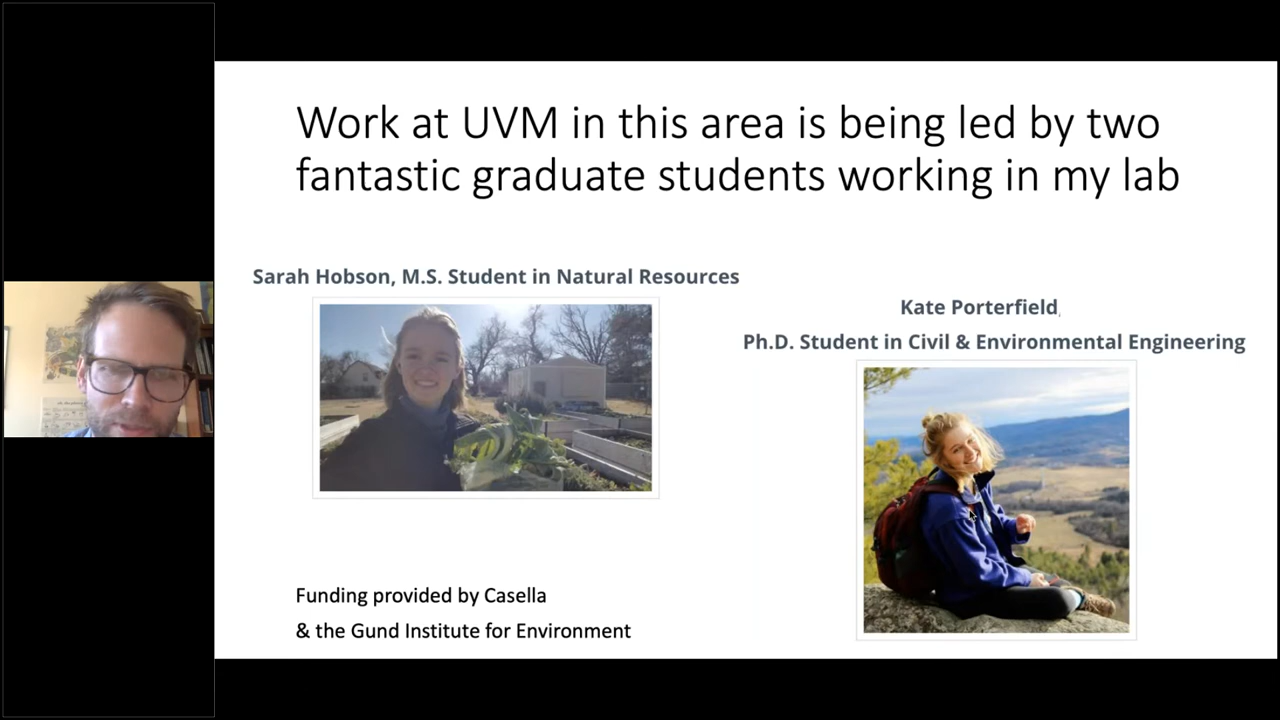 Work at UVM in this area is being led by two
fantastic graduate students working in my lab
Sarah Hobson, M.S. Student in Natural Resources
Kate Porterfield,
Ph.D. Student in Civil & Environmental Engineering
Funding provided by Casella
& the Gund Institute for Environment